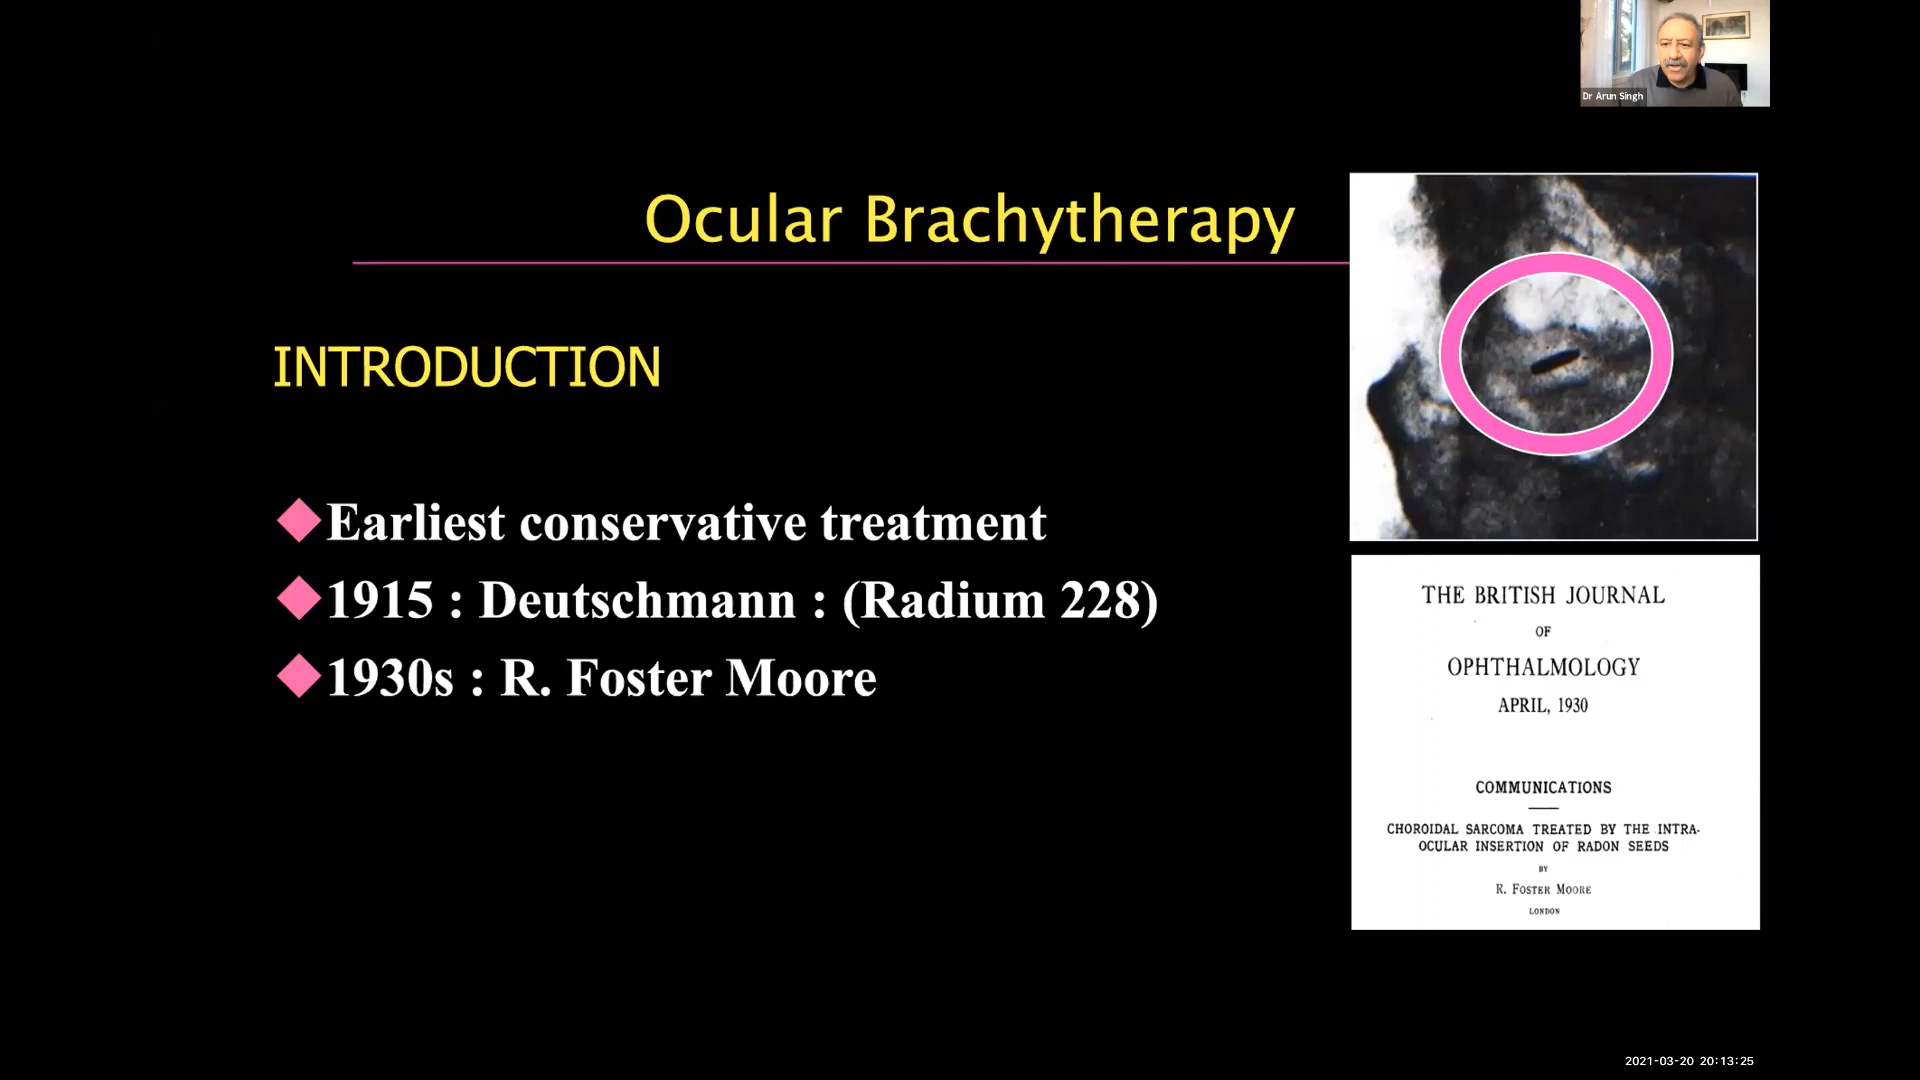 Dr Arun Singh
Ocular Brachytherapy
INTRODUCTION
Earliest conservative treatment
1915 : Deutschmann : (Radium 228)
1930s : R. Foster Moore
THE BRITISH JOURNAL
OF
OPHTHALMOLOGY
APRIL, 1930
COMMUNICATIONS
CHOROIDAL SARCOMA TREATED BY THE INTRA-
OCULAR INSERTION OF RADON SEEDS
BY
R. FOSTER MOORE
LONDON
2021-03-20 20:13:25